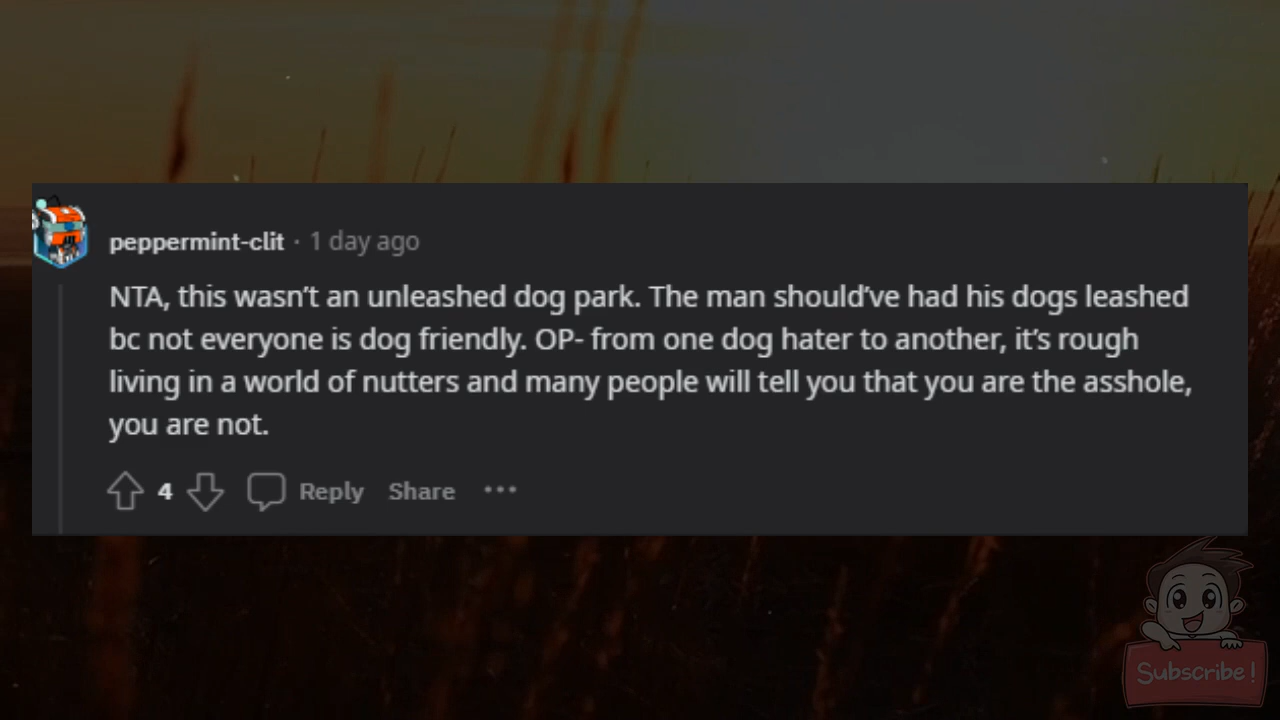 peppermint-clit · 1 day ago
NTA, this wasn’t an unleashed dog park. The man should’ve had his dogs leashed
bc not everyone is dog friendly. OP- from one dog hater to another, it’s rough
living in a world of nutters and many people will tell you that you are the asshole,
you are not.
4 Reply Share ···
Subscribe!